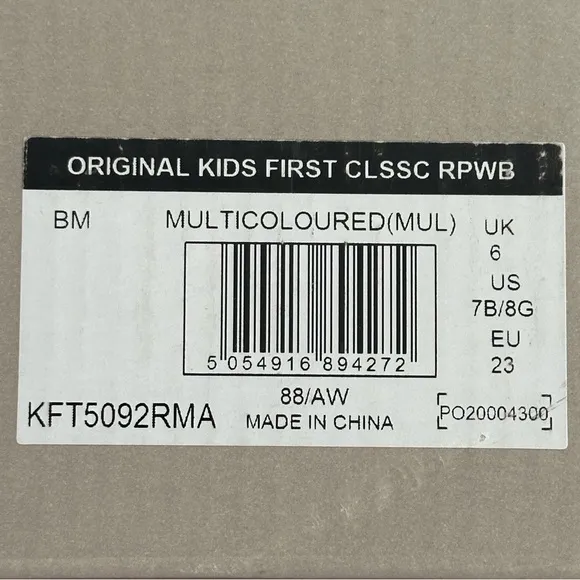 ORIGINAL KIDS FIRST CLSSC RPWB
BM MULTICOLOURED(MUL) UK
6
US
7B/8G
EU
23
5 054916 894272
88/AW
KFT5092RMA MADE IN CHINA PO20004300